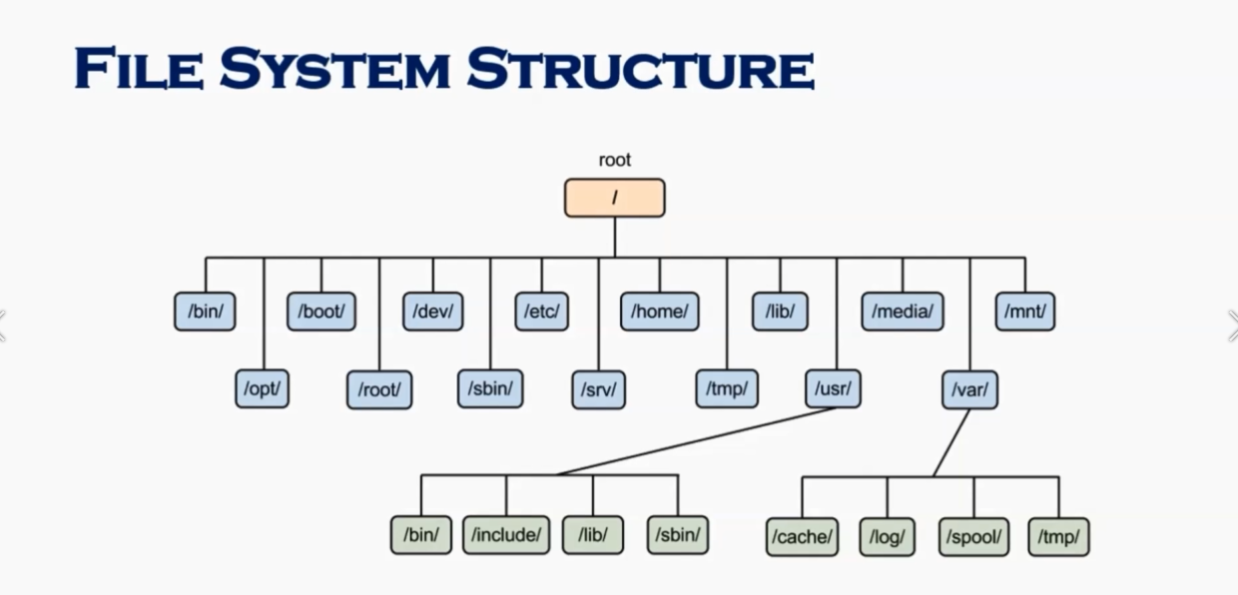 FILE SYSTEM STRUCTURE
root
/
/bin/ /boot/ /dev/ /etc/ /home/ /lib/ /media/ /mnt/
/opt/ /root/ /sbin/ /srv/ /tmp/ /usr/ /var/
/bin/ /include/ /lib/ /sbin/ /cache/ /log/ /spool/ /tmp/